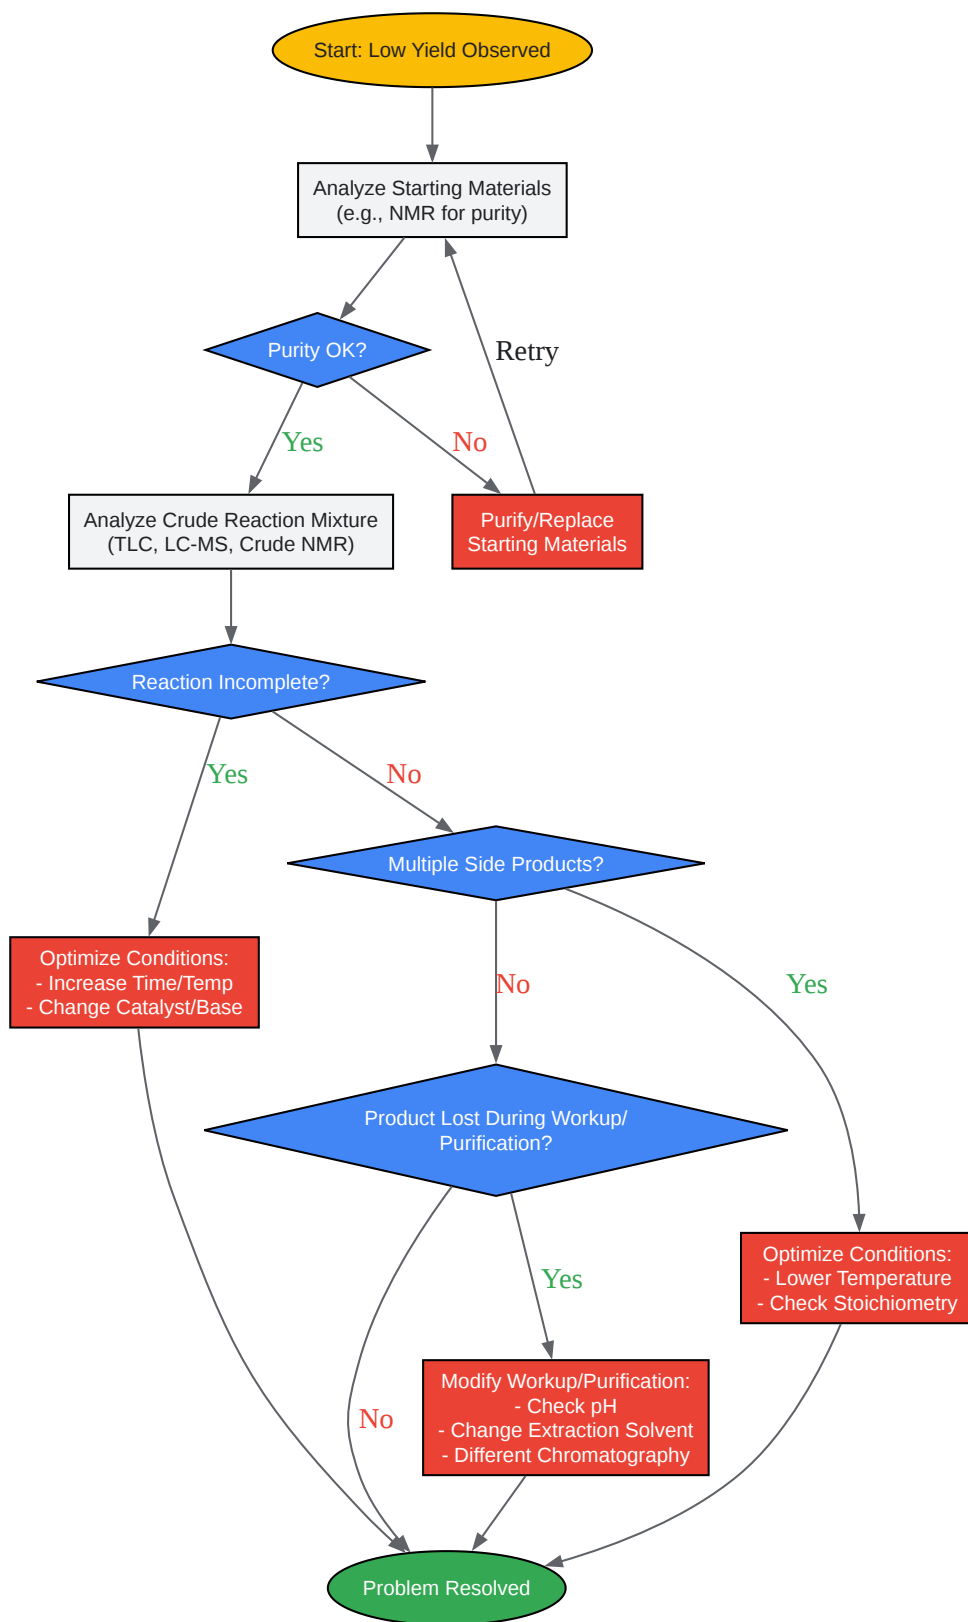 Start: Low Yield Observed
Analyze Starting Materials
(e.g., NMR for purity)
Purity OK?
Retry
Yes
No
Analyze Crude Reaction Mixture
(TLC, LC-MS, Crude NMR)
Purify/Replace
Starting Materials
Reaction Incomplete?
Yes
No
Multiple Side Products?
Optimize Conditions:
- Increase Time/Temp
- Change Catalyst/Base
No
Yes
Product Lost During Workup/
Purification?
Optimize Conditions:
- Lower Temperature
- Check Stoichiometry
Yes
No
Modify Workup/Purification:
- Check pH
- Change Extraction Solvent
- Different Chromatography
Problem Resolved